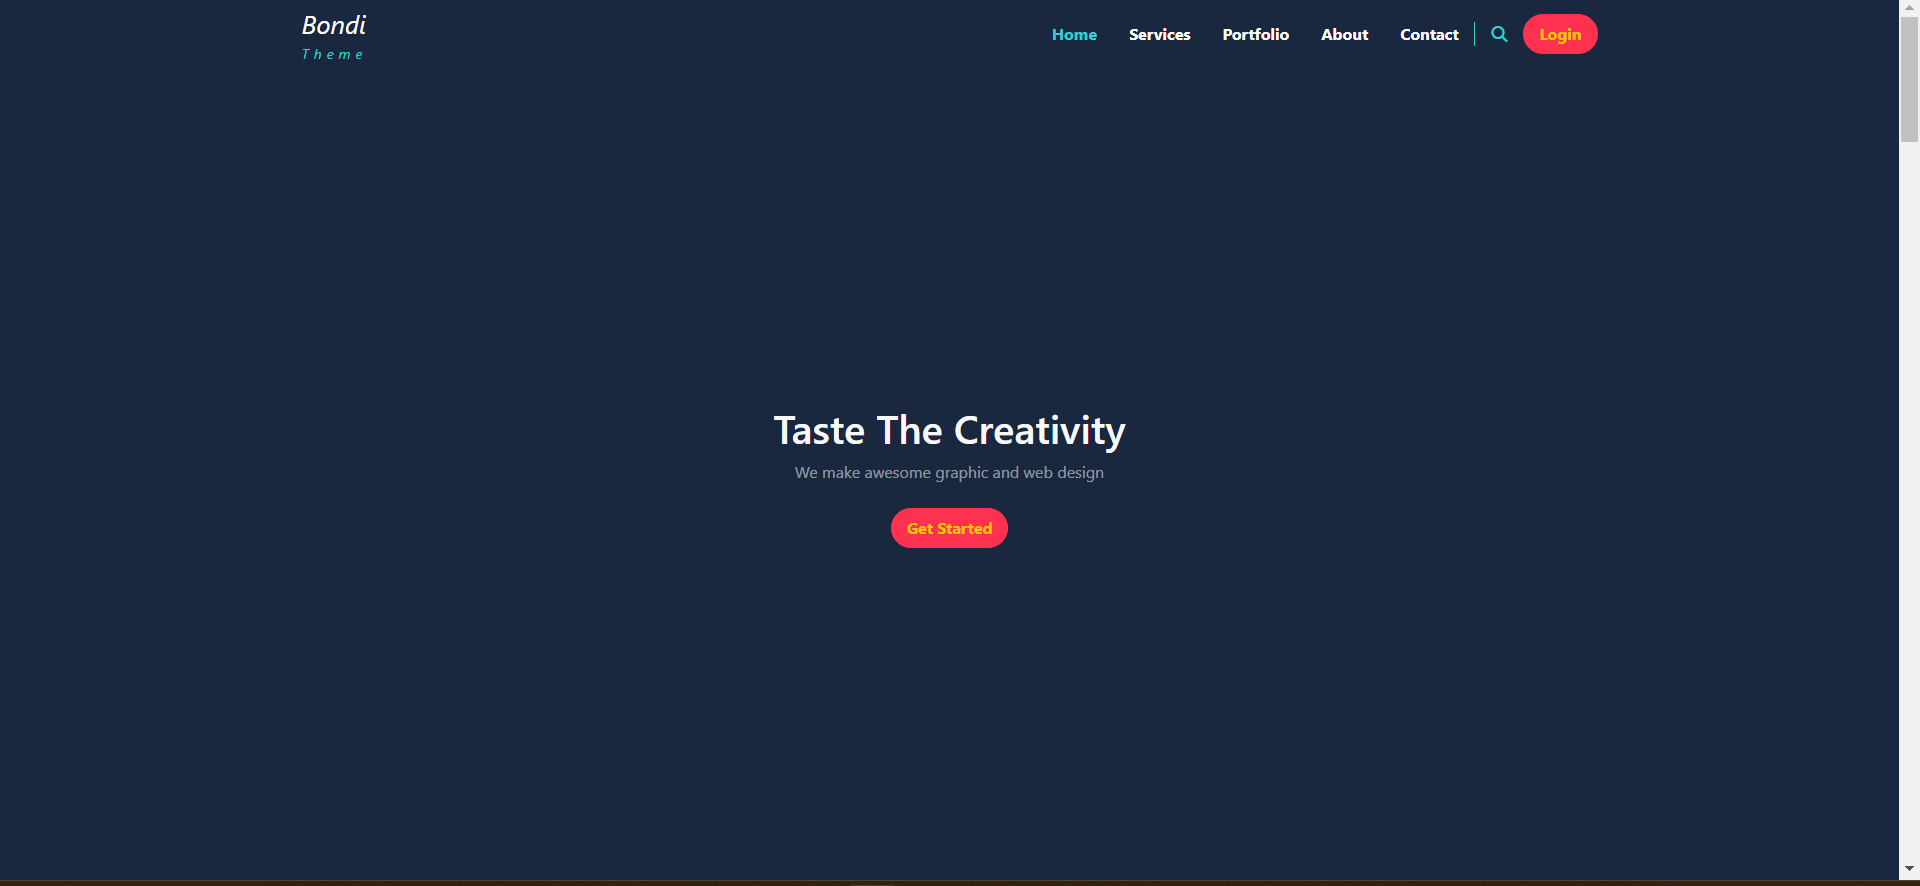 Bondi
Theme
Home Services Portfolio About Contact Login
Taste The Creativity
We make awesome graphic and web design
Get Started